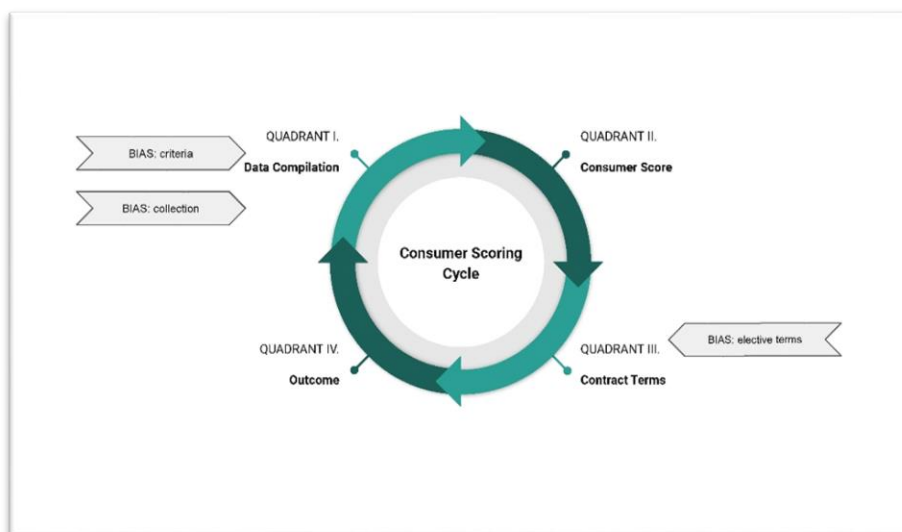 QUADRANT I.
Data Compilation
BIAS: criteria
BIAS: collection
QUADRANT II.
Consumer Score
Consumer Scoring
Cycle
QUADRANT IV.
Outcome
QUADRANT III.
Contract Terms
BIAS: elective terms